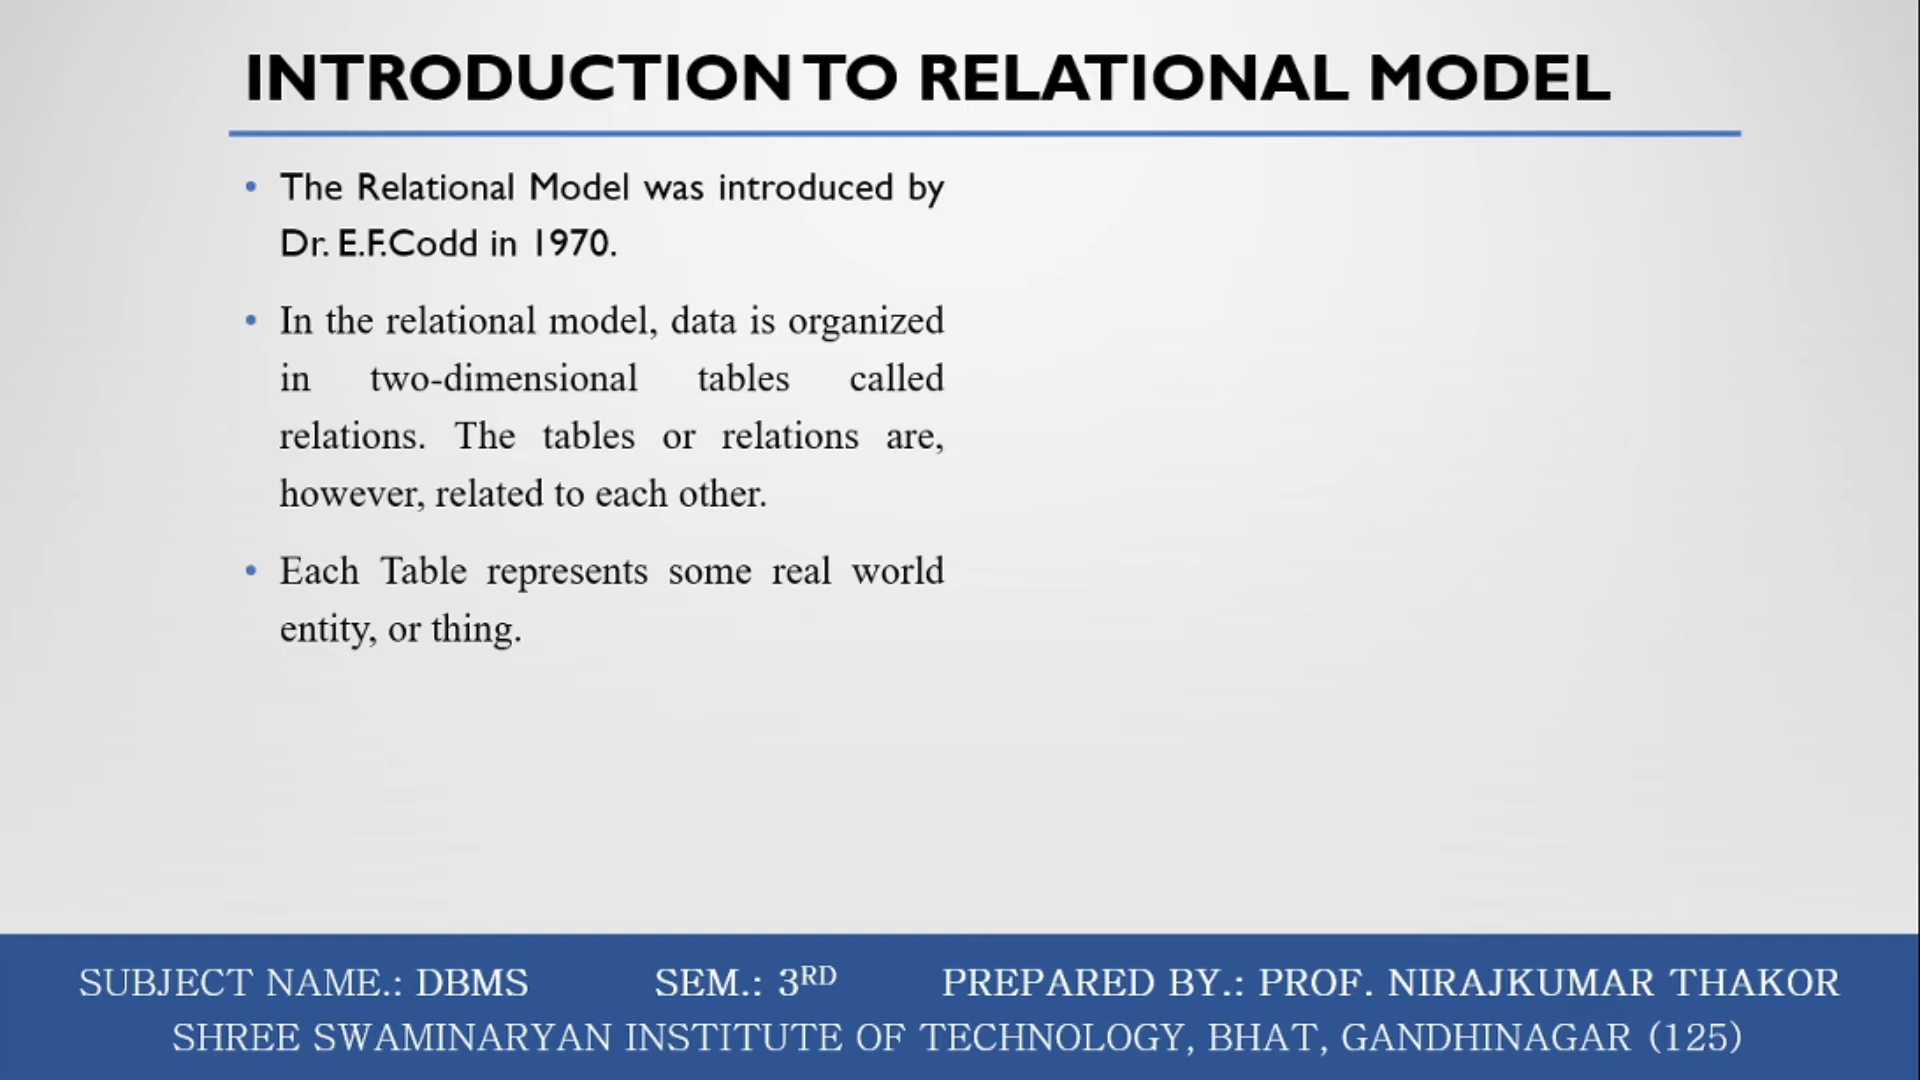 INTRODUCTION TO RELATIONAL MODEL
• The Relational Model was introduced by
Dr. E.F.Codd in 1970.
• In the relational model, data is organized
in two-dimensional tables called
relations. The tables or relations are,
however, related to each other.
• Each Table represents some real world
entity, or thing.
SUBJECT NAME.: DBMS SEM.: 3RD PREPARED BY.: PROF. NIRAJKUMAR THAKOR
SHREE SWAMINARYAN INSTITUTE OF TECHNOLOGY, BHAT, GANDHINAGAR (125)